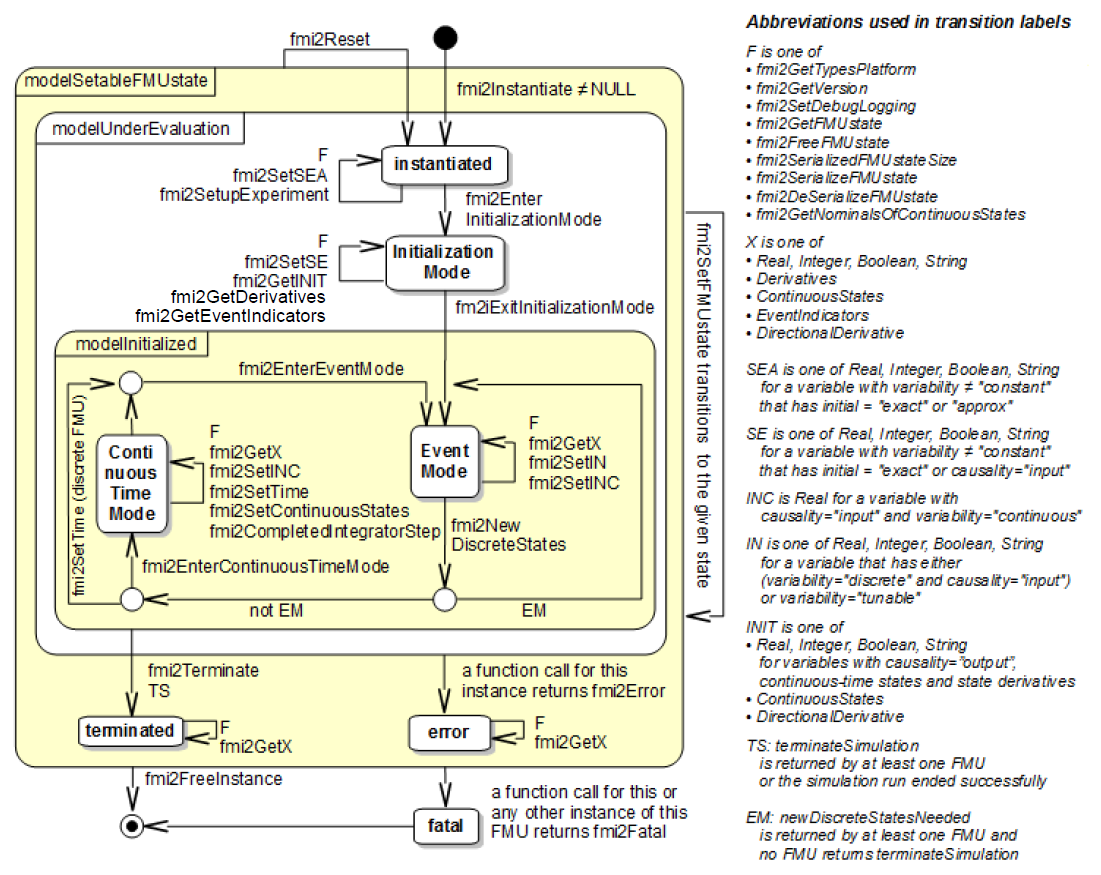 fmi2Reset
modelSetableFMUstate
fmi2Instantiate ≠ NULL
modelUnderEvaluation
instantiated
F
fmi2SetSEA
fmi2SetupExperiment
fmi2Enter
InitializationMode
Initialization
Mode
F
fmi2SetSE
fmi2GetINIT
fmi2GetDerivatives
fmi2GetEventIndicators
fmi2iExitInitializationMode
modelInitialized
fmi2EnterEventMode
fmi2SetTime (discrete FMU)
Conti
nuous
Time
Mode
F
fmi2GetX
fmi2SetINC
fmi2SetTime
fmi2SetContinuousStates
fmi2CompletedIntegratorStep
Event
Mode
F
fmi2GetX
fmi2SetIN
fmi2SetINC
fmi2New
DiscreteStates
fmi2EnterContinuousTimeMode
not EM
EM
fmi2SetFMUstate transitions to the given state
fmi2Terminate
TS
a function call for this
instance returns fmi2Error
terminated
F
fmi2GetX
error
F
fmi2GetX
fmi2FreeInstance
a function call for this or
any other instance of this
FMU returns fmi2Fatal
fatal
Abbreviations used in transition labels
F is one of
• fmi2GetTypesPlatform
• fmi2GetVersion
• fmi2SetDebugLogging
• fmi2GetFMUstate
• fmi2FreeFMUstate
• fmi2SerializedFMUstateSize
• fmi2SerializeFMUstate
• fmi2DeSerializeFMUstate
• fmi2GetNominalsOfContinuousStates
X is one of
• Real, Integer, Boolean, String
• Derivatives
• ContinuousStates
• EventIndicators
• DirectionalDerivative
SEA is one of Real, Integer, Boolean, String
for a variable with variability ≠ "constant"
that has initial = "exact" or "approx"
SE is one of Real, Integer, Boolean, String
for a variable with variability ≠ "constant"
that has initial = "exact" or causality="input"
INC is Real for a variable with
causality="input" and variability="continuous"
IN is one of Real, Integer, Boolean, String
for a variable that has either
(variability="discrete" and causality="input")
or variability="tunable"
INIT is one of
• Real, Integer, Boolean, String
for variables with causality="output",
continuous-time states and state derivatives
• ContinuousStates
• DirectionalDerivative
TS: terminateSimulation
is returned by at least one FMU
or the simulation run ended successfully
EM: newDiscreteStatesNeeded
is returned by at least one FMU and
no FMU returns terminateSimulation